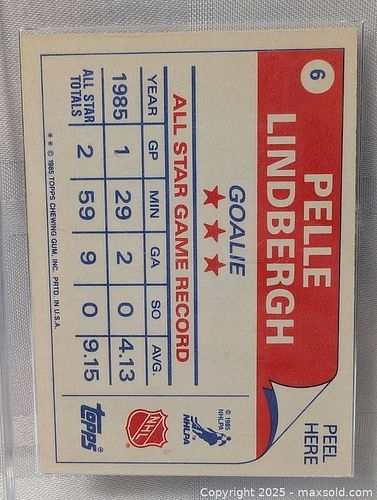 6
PELLE
LINDBERGH
PEEL
HERE
GOALIE
ALL STAR GAME RECORD
YEAR GP MIN GA SO AVG.
1985 1 29 2 0 4.13
ALL STAR
TOTALS 2 59 9 0 9.15
* * © 1985 TOPPS CHEWING GUM, INC. PRTD. IN U.S.A.
© 1985
NHLPA
NHLPA
NHL
TOPPS®
Copyright © 2025 - maxsold.com